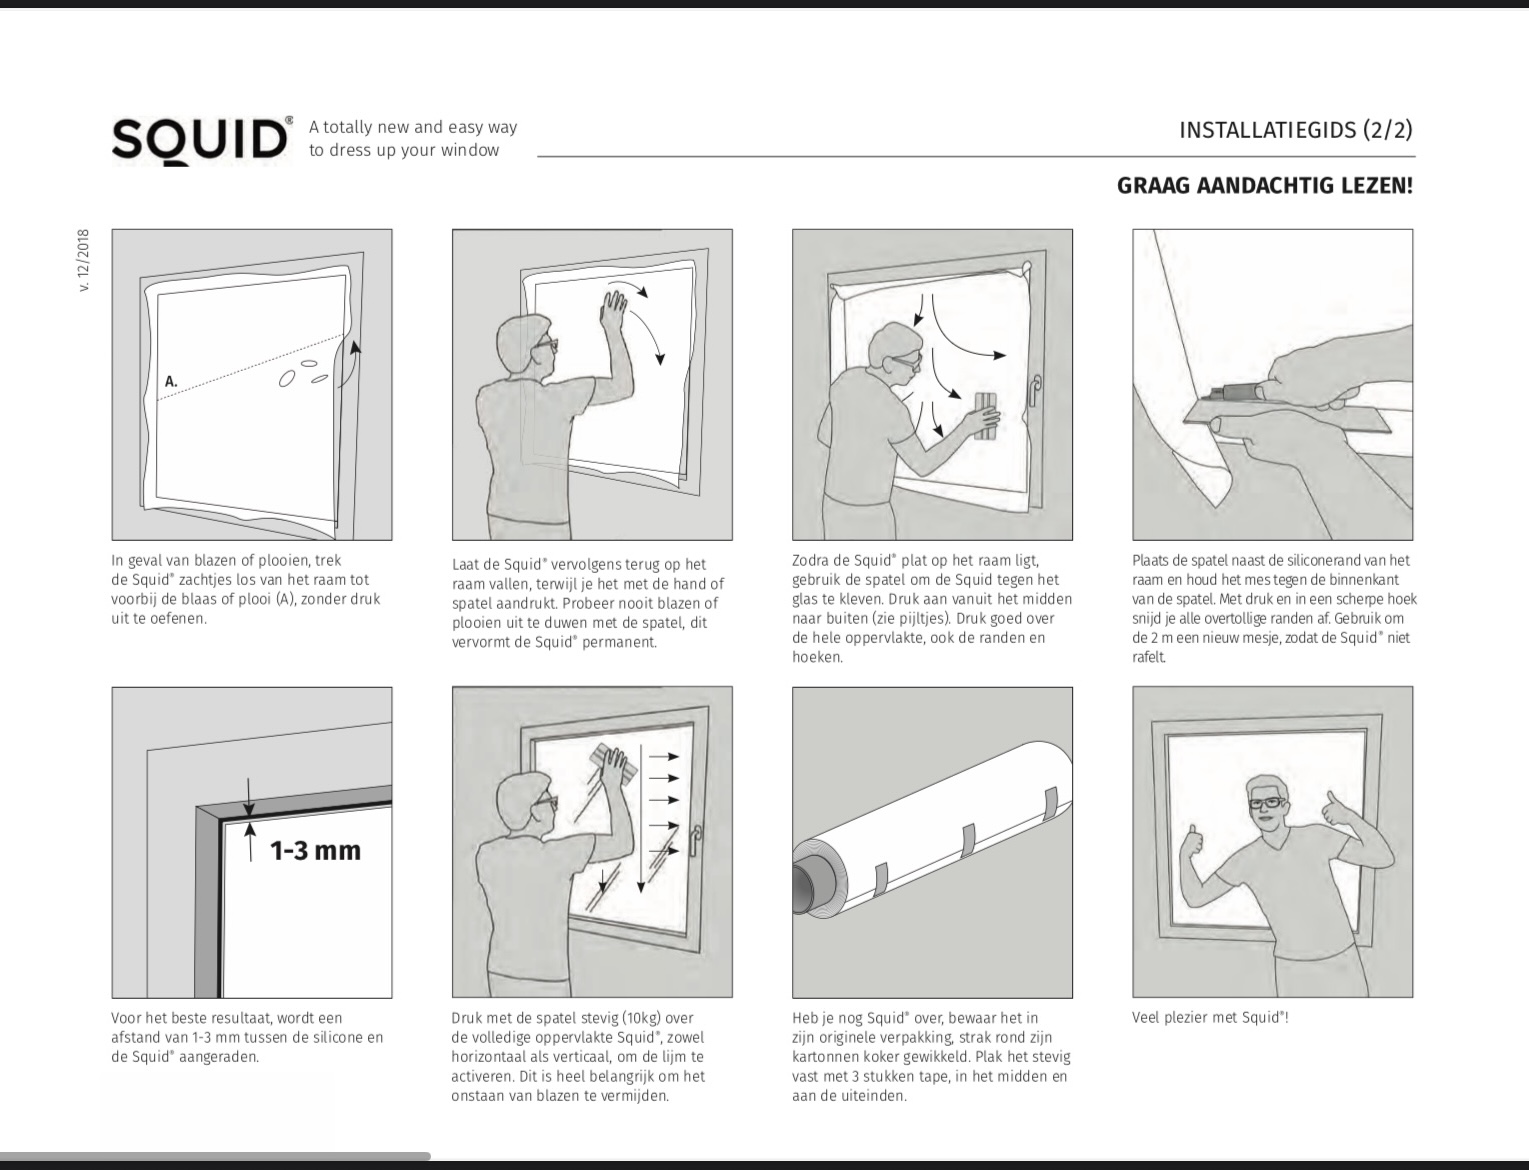 SQUID®
A totally new and easy way
to dress up your window
INSTALLATIEGIDS (2/2)
GRAAG AANDACHTIG LEZEN!
v. 12/2018
A.
In geval van blazen of plooien, trek
de Squid® zachtjes los van het raam tot
voorbij de blaas of plooi (A), zonder druk
uit te oefenen.
Laat de Squid® vervolgens terug op het
raam vallen, terwijl je het met de hand of
spatel aandrukt. Probeer nooit blazen of
plooien uit te duwen met de spatel, dit
vervormt de Squid® permanent.
Zodra de Squid® plat op het raam ligt,
gebruik de spatel om de Squid tegen het
glas te kleven. Druk aan vanuit het midden
naar buiten (zie pijltjes). Druk goed over
de hele oppervlakte, ook de randen en
hoeken.
Plaats de spatel naast de siliconerand van het
raam en houd het mes tegen de binnenkant
van de spatel. Met druk en in een scherpe hoek
snijd je alle overtollige randen af. Gebruik om
de 2 m een nieuw mesje, zodat de Squid® niet
rafelt.
1-3 mm
Voor het beste resultaat, wordt een
afstand van 1-3 mm tussen de silicone en
de Squid® aangeraden.
Druk met de spatel stevig (10kg) over
de volledige oppervlakte Squid®, zowel
horizontaal als verticaal, om de lijm te
activeren. Dit is heel belangrijk om het
onstaan van blazen te vermijden.
Heb je nog Squid® over, bewaar het in
zijn originele verpakking, strak rond zijn
kartonnen koker gewikkeld. Plak het stevig
vast met 3 stukken tape, in het midden en
aan de uiteinden.
Veel plezier met Squid®!